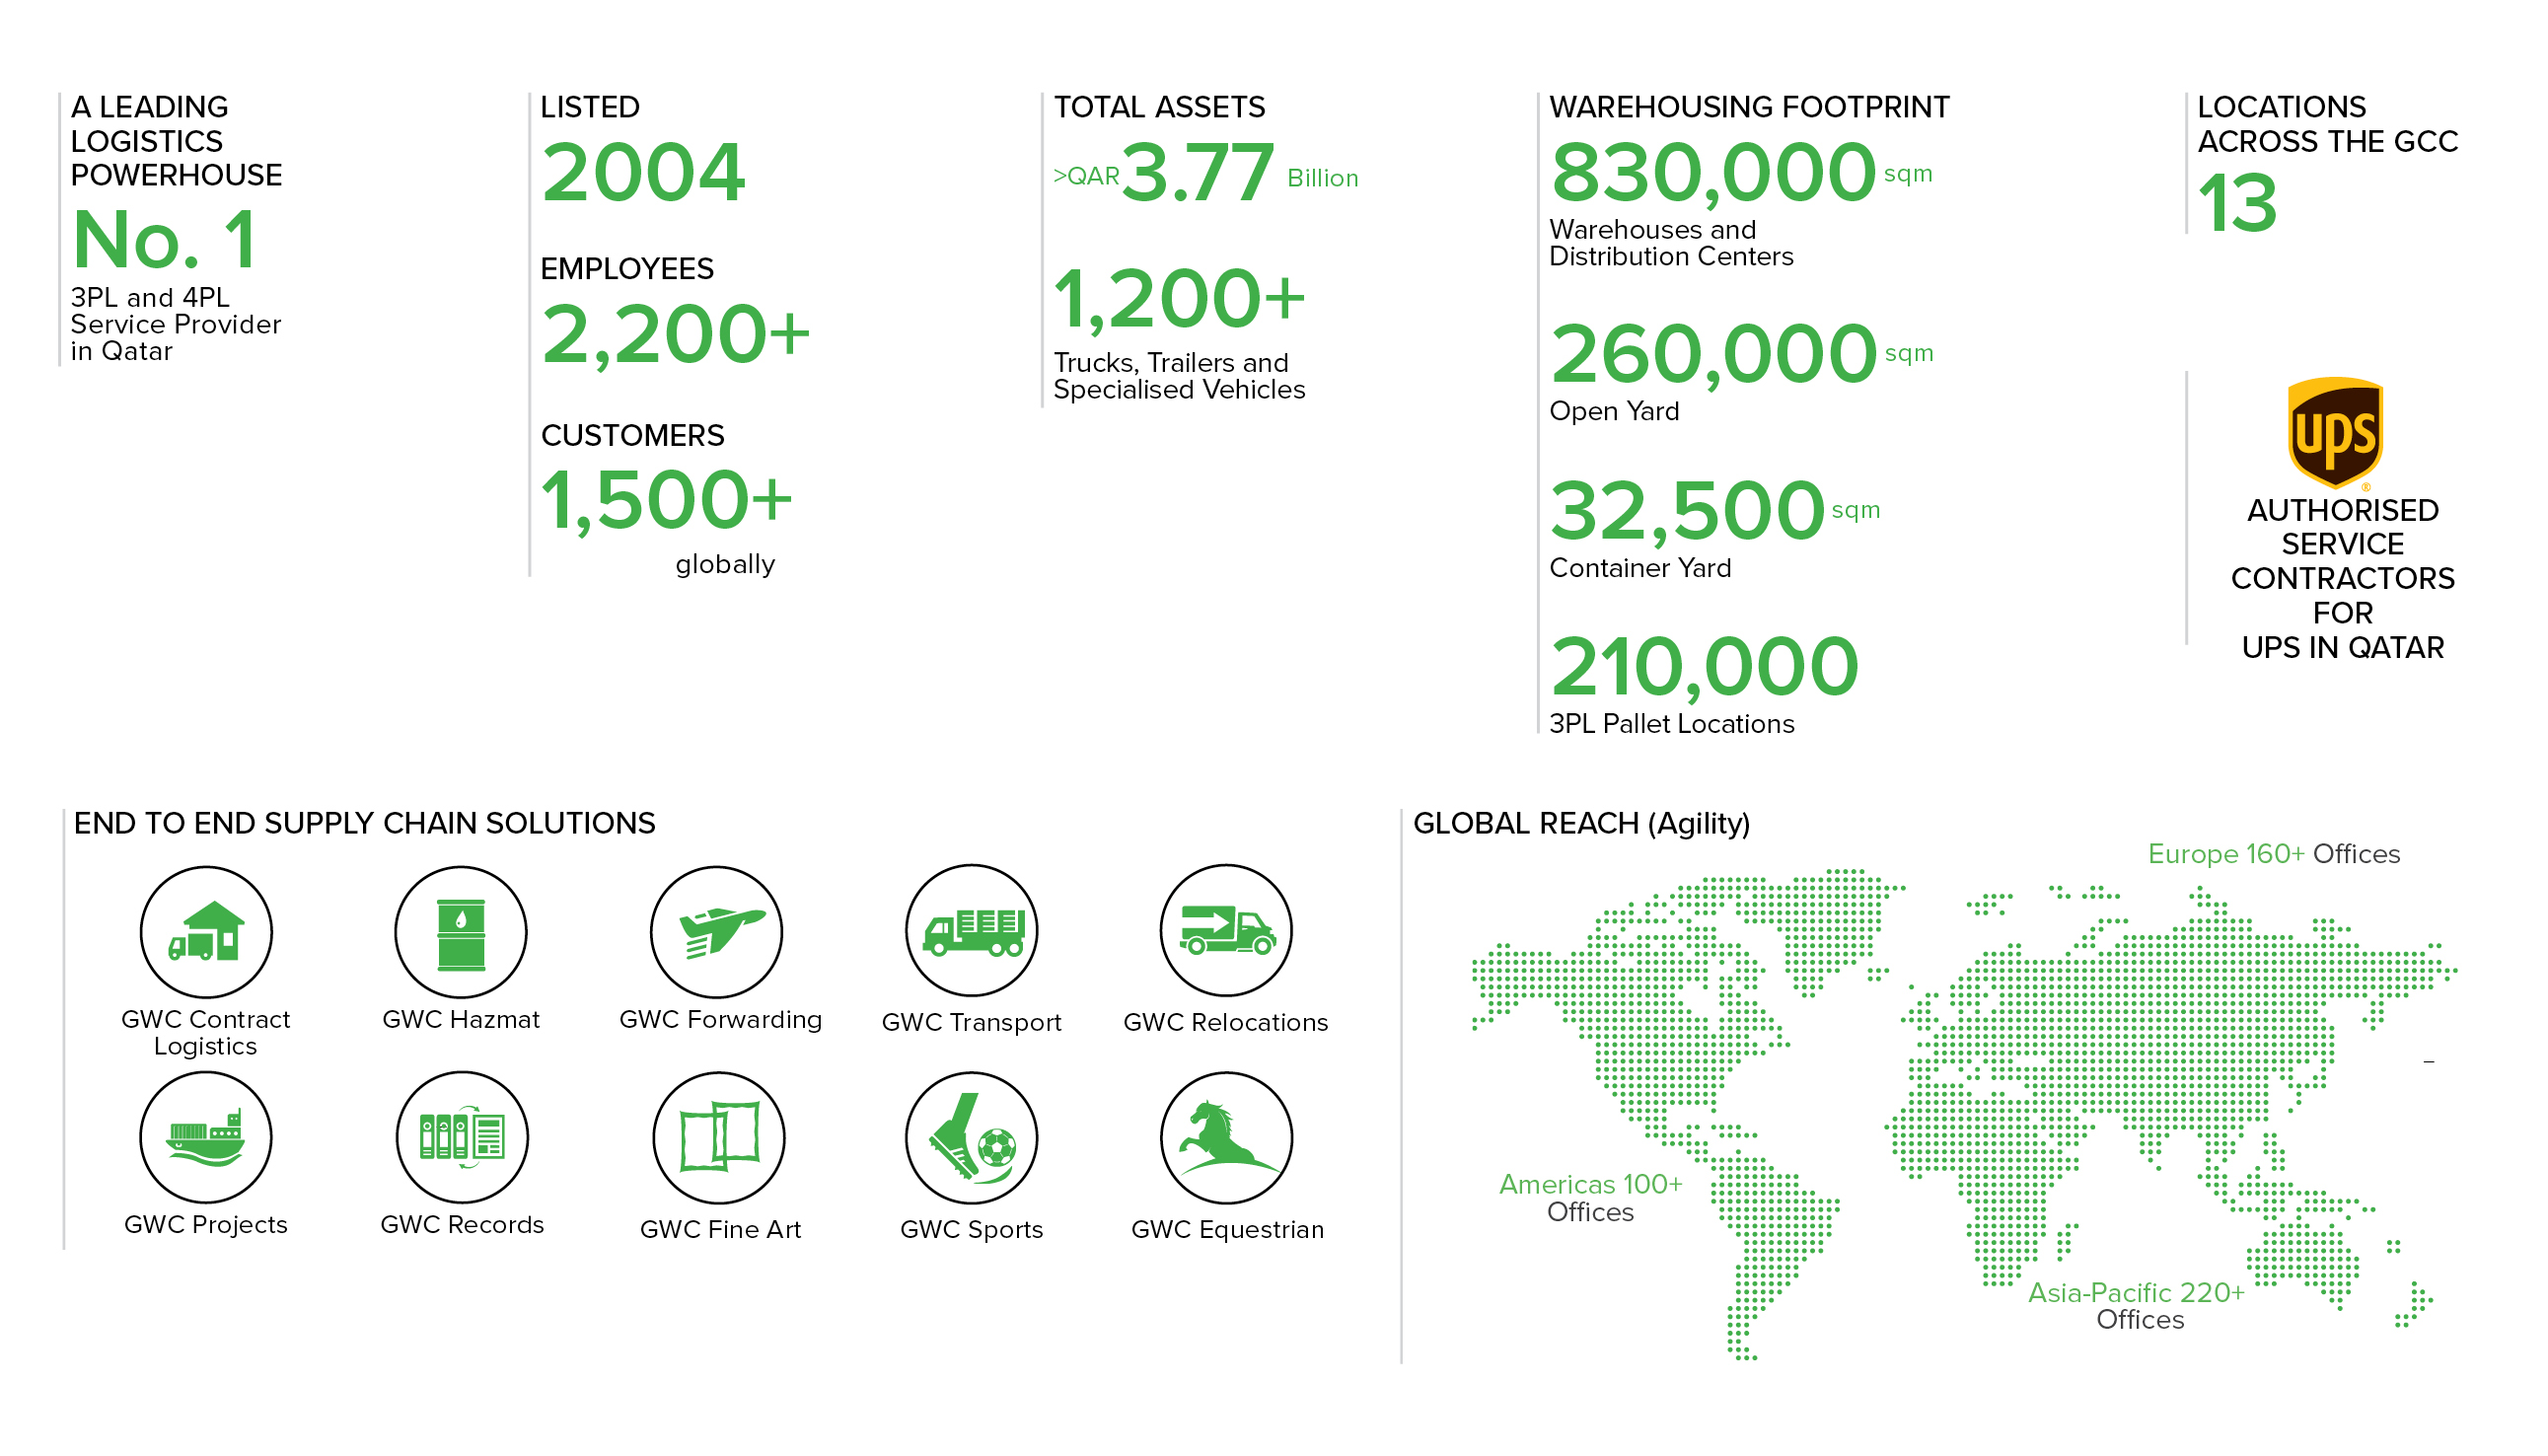 A LEADING
LOGISTICS
POWERHOUSE
No. 1
3PL and 4PL
Service Provider
in Qatar
LISTED
2004
EMPLOYEES
2,200+
CUSTOMERS
1,500+
globally
TOTAL ASSETS
>QAR 3.77 Billion
1,200+
Trucks, Trailers and
Specialised Vehicles
WAREHOUSING FOOTPRINT
830,000 sqm
Warehouses and
Distribution Centers
260,000 sqm
Open Yard
32,500 sqm
Container Yard
210,000
3PL Pallet Locations
LOCATIONS
ACROSS THE GCC
13
ups
®
AUTHORISED
SERVICE
CONTRACTORS
FOR
UPS IN QATAR
END TO END SUPPLY CHAIN SOLUTIONS
GWC Contract
Logistics
GWC Hazmat
GWC Forwarding
GWC Transport
GWC Relocations
GWC Projects
GWC Records
GWC Fine Art
GWC Sports
GWC Equestrian
GLOBAL REACH (Agility)
Europe 160+ Offices
Americas 100+
Offices
Asia-Pacific 220+
Offices
–